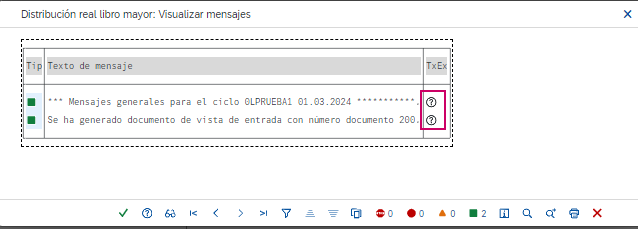 Distribución real libro mayor: Visualizar mensajes
Tip Texto de mensaje TxEx
*** Mensajes generales para el ciclo 0LPRUEBA1 01.03.2024 ***********.
Se ha generado documento de vista de entrada con número documento 200.
0 0 0 2